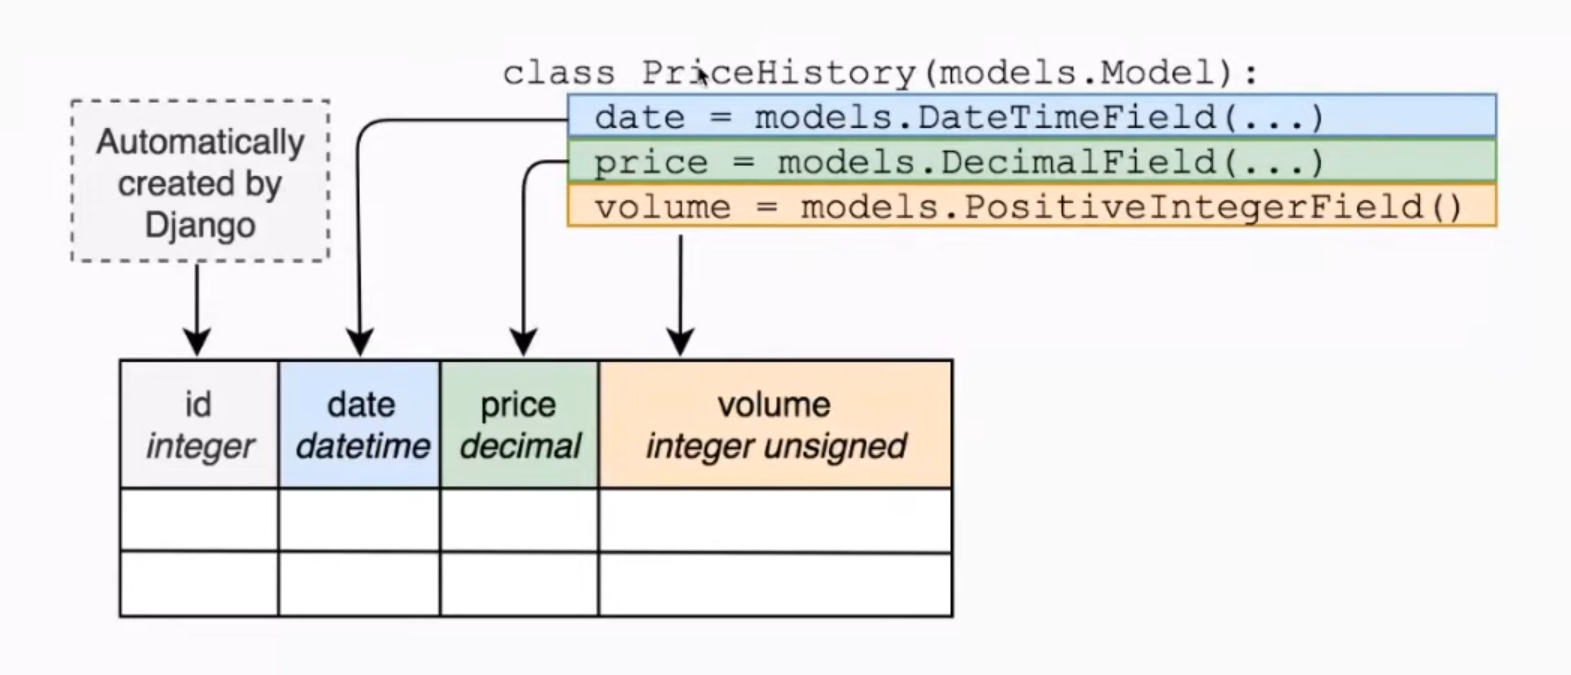 class PriceHistory(models.Model):
date = models.DateTimeField(...)
price = models.DecimalField(...)
volume = models.PositiveIntegerField()
Automatically
created by
Django
id
integer
date
datetime
price
decimal
volume
integer unsigned